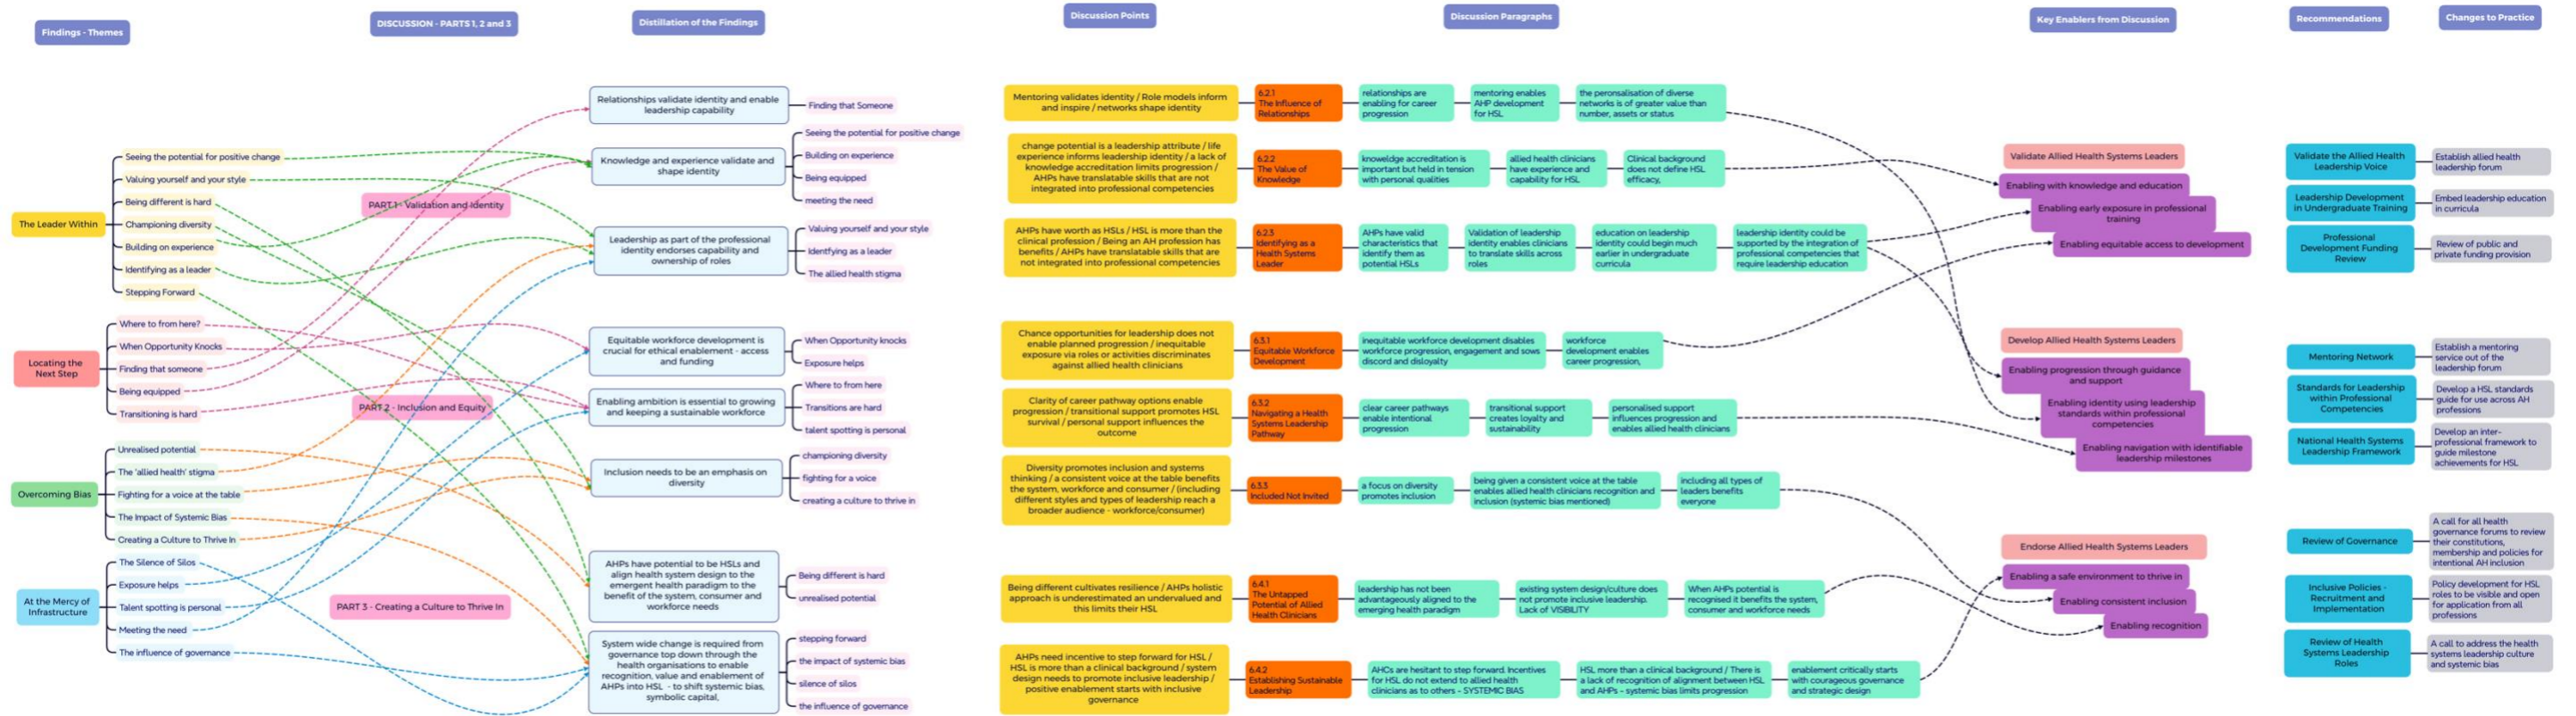 Findings - Themes
DISCUSSION - PARTS 1, 2 and 3
Distillation of the Findings
Discussion Points
Discussion Paragraphs
Key Enablers from Discussion
Recommendations
Changes to Practice
The Leader Within
Seeing the potential for positive change
Valuing yourself and your style
Being different is hard
Championing diversity
Building on experience
Identifying as a leader
Stepping Forward
Locating the
Next Step
Where to from here?
When Opportunity Knocks
Finding that someone
Being equipped
Transitioning is hard
Overcoming Bias
Unrealised potential
The 'allied health' stigma
Fighting for a voice at the table
The Impact of Systemic Bias
Creating a Culture to Thrive In
At the Mercy of
Infrastructure
The Silence of Silos
Exposure helps
Talent spotting is personal
Meeting the need
The influence of governance
PART 1 - Validation and Identity
PART 2 - Inclusion and Equity
PART 3 - Creating a Culture to Thrive In
Relationships validate identity and enable
leadership capability
Finding that Someone
Knowledge and experience validate and
shape identity
Seeing the potential for positive change
Building on experience
Being equipped
meeting the need
Leadership as part of the professional
identity endorses capability and
ownership of roles
Valuing yourself and your style
Identfying as a leader
The allied health stigma
Equitable workforce development is
crucial for ethical enablement - access
and funding
When Opportunity knocks
Exposure helps
Enabling ambition is essential to growing
and keeping a sustainable workforce
Where to from here
Transitions are hard
talent spotting is personal
Inclusion needs to be an emphasis on
diversity
championing diversity
fighting for a voice
creating a culture to thrive in
AHPs have potential to be HSLs and
align health system design to the
emergent health paradigm to the
benefit of the system, consumer and
workforce needs
Being different is hard
unrealised potential
System wide change is required from
governance top down through the
health organisations to enable
recognition, value and enablement of
AHPs into HSL - to shift systemic bias,
symbolic capital,
stepping forward
the impact of systemic bias
silence of silos
the influence of governance
Mentoring validates identity / Role models inform
and inspire / networks shape identity
6.2.1
The Influence of
Relationships
relationships are
enabling for career
progression
mentoring enables
AHP development
for HSL
the peronsalisation of diverse
networks is of greater value than
number, assets or status
change potential is a leadership attribute / life
experience informs leadership identity / a lack of
knowledge accreditation limits progression /
AHPs have translatable skills that are not
integrated into professional competencies
6.2.2
The Value of
Knowledge
knoweldge accreditation is
important but held in tension
with personal qualities
allied health clinicians
have experience and
capability for HSL
Clinical background
does not define HSL
efficacy,
AHPs have worth as HSLs / HSL is more than the
clinical profession / Being an AH profession has
benefits / AHPs have translatable skills that are
not integrated into professional competencies
6.2.3
Identifying as a
Health Systems
Leader
AHPs have valid
characteristics that
identify them as
potential HSLs
Validation of leadership
identity enables clinicians
to translate skills across
roles
education on leadership
identity could begin much
earlier in undergraduate
curricula
leadership identity could be
supported by the integration of
professional competencies that
require leadership education
Chance opportunities for leadership does not
enable planned progression / inequitable
exposure via roles or activities discriminates
against allied health clinicians
6.3.1
Equitable Workforce
Development
inequitable workforce development disables
workforce progression, engagement and sows
discord and disloyalty
workforce
development enables
career progression,
Clarity of career pathway options enable
progression / transitional support promotes HSL
survival / personal support influences the
outcome
6.3.2
Navigating a Health
Systems Leadership
Pathway
clear career pathways
enable intentional
progression
transitional support
creates loyalty and
sustainability
personalised support
influences progression and
enables allied health clinicians
Diversity promotes inclusion and systems
thinking / a consistent voice at the table benefits
the system, workforce and consumer / (including
different styles and types of leadership reach a
broader audience - workforce/consumer)
6.3.3
Included Not Invited
a focus on diversity
promotes inclusion
being given a consistent voice at the table
enables allied health clinicians recognition and
inclusion (systemic bias mentioned)
including all types of
leaders benefits
everyone
Being different cultivates resilience / AHPs holistic
approach is underestimated an undervalued and
this limits their HSL
6.4.1
The Untapped
Potential of Allied
Health Clinicians
leadership has not been
advantageously aligned to the
emerging health paradigm
existing system design/culture does
not promote inclusive leadership.
Lack of VISIBILITY
When AHPs potential is
recognised it benefits the system,
consumer and workforce needs
AHPs need incentive to step forward for HSL /
HSL is more than a clinical background / system
design needs to promote inclusive leadership /
positive enablement starts with inclusive
governance
6.4.2
Establishing Sustainable
Leadership
AHCs are hesitant to step forward. Incentives
for HSL do not extend to allied health
clinicians as to others - SYSTEMIC BIAS
HSL more than a clinical background / There is
a lack of recognition of alignment between HSL
and AHPs - systemic bias limits progression
enablement critically starts
with courageous governance
and strategic design
Validate Allied Health Systems Leaders
Enabling with knowledge and education
Enabling early exposure in professional
training
Enabling equitable access to development
Develop Allied Health Systems Leaders
Enabling progression through guidance
and support
Enabling identity using leadership
standards within professional
competencies
Enabling navigation with identifiable
leadership milestones
Endorse Allied Health Systems Leaders
Enabling a safe environment to thrive in
Enabling consistent inclusion
Enabling recognition
Validate the Allied Health
Leadership Voice
Establish allied health
leadership forum
Leadership Development
in Undergraduate Training
Embed leadership education
in curricula
Professional
Development Funding
Review
Review of public and
private funding provision
Mentoring Network
Establish a mentoring
service out of the
leadership forum
Standards for Leadership
within Professional
Competencies
Develop a HSL standards
guide for use across AH
professions
National Health Systems
Leadership Framework
Develop an inter-
professional framework to
guide milestone
achievements for HSL
Review of Governance
A call for all health
governance forums to review
their constitutions,
membership and policies for
intentional AH inclusion
Inclusive Policies -
Recruitment and
Implementation
Policy development for HSL
roles to be visible and open
for application from all
professions
Review of Health
Systems Leadership
Roles
A call to address the health
systems leadership culture
and systemic bias